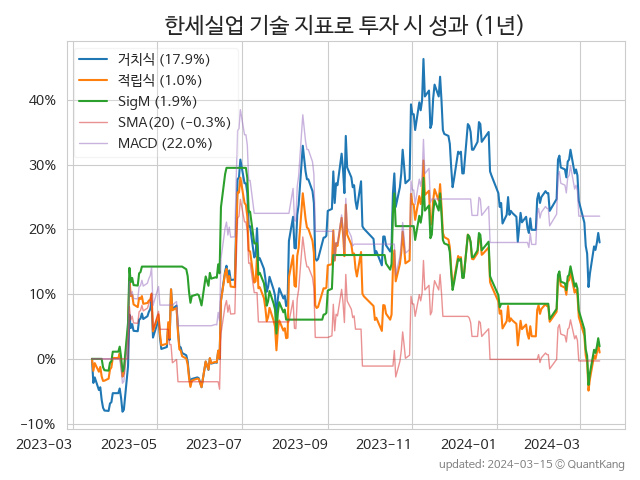 한세실업 기술 지표로 투자 시 성과 (1년)
거치식 (17.9%)
적립식 (1.0%)
SigM (1.9%)
SMA(20) (−0.3%)
MACD (22.0%)
40%
30%
20%
10%
0%
−10%
2023-03 2023-05 2023-07 2023-09 2023-11 2024-01 2024-03
updated: 2024-03-15 © QuantKang